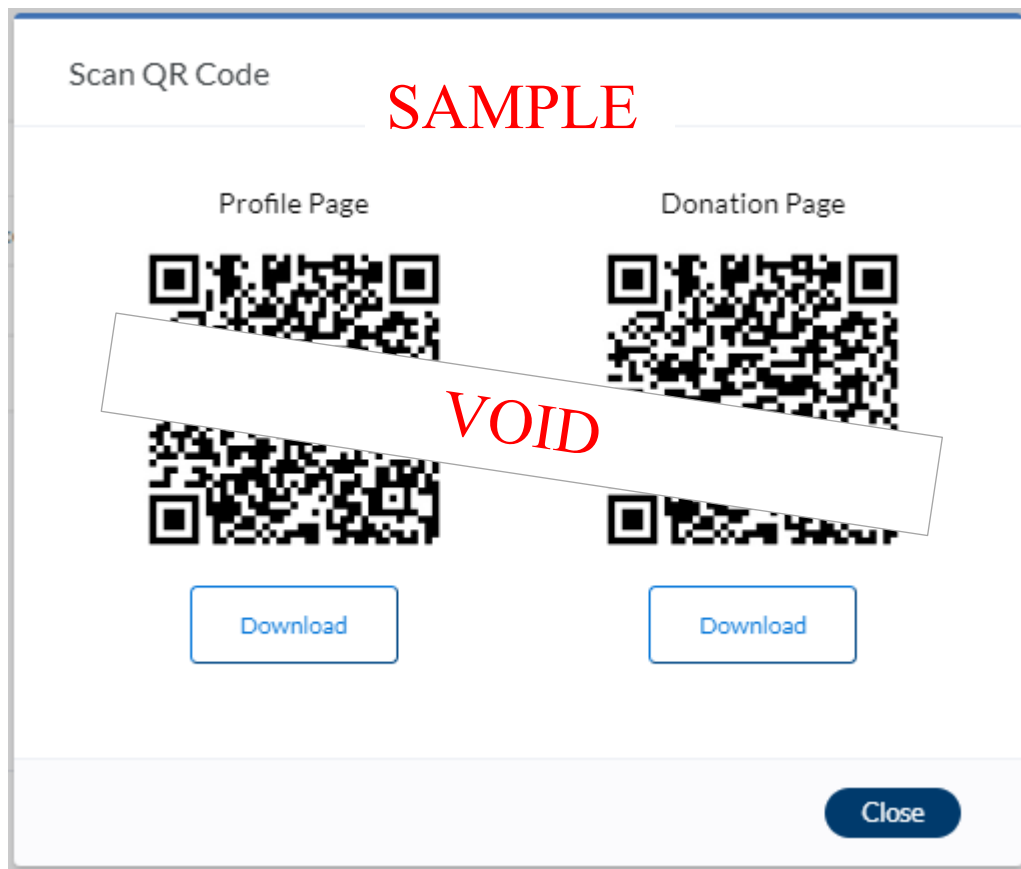 Scan QR Code
SAMPLE
Profile Page
Donation Page
VOID
Download
Download
Close